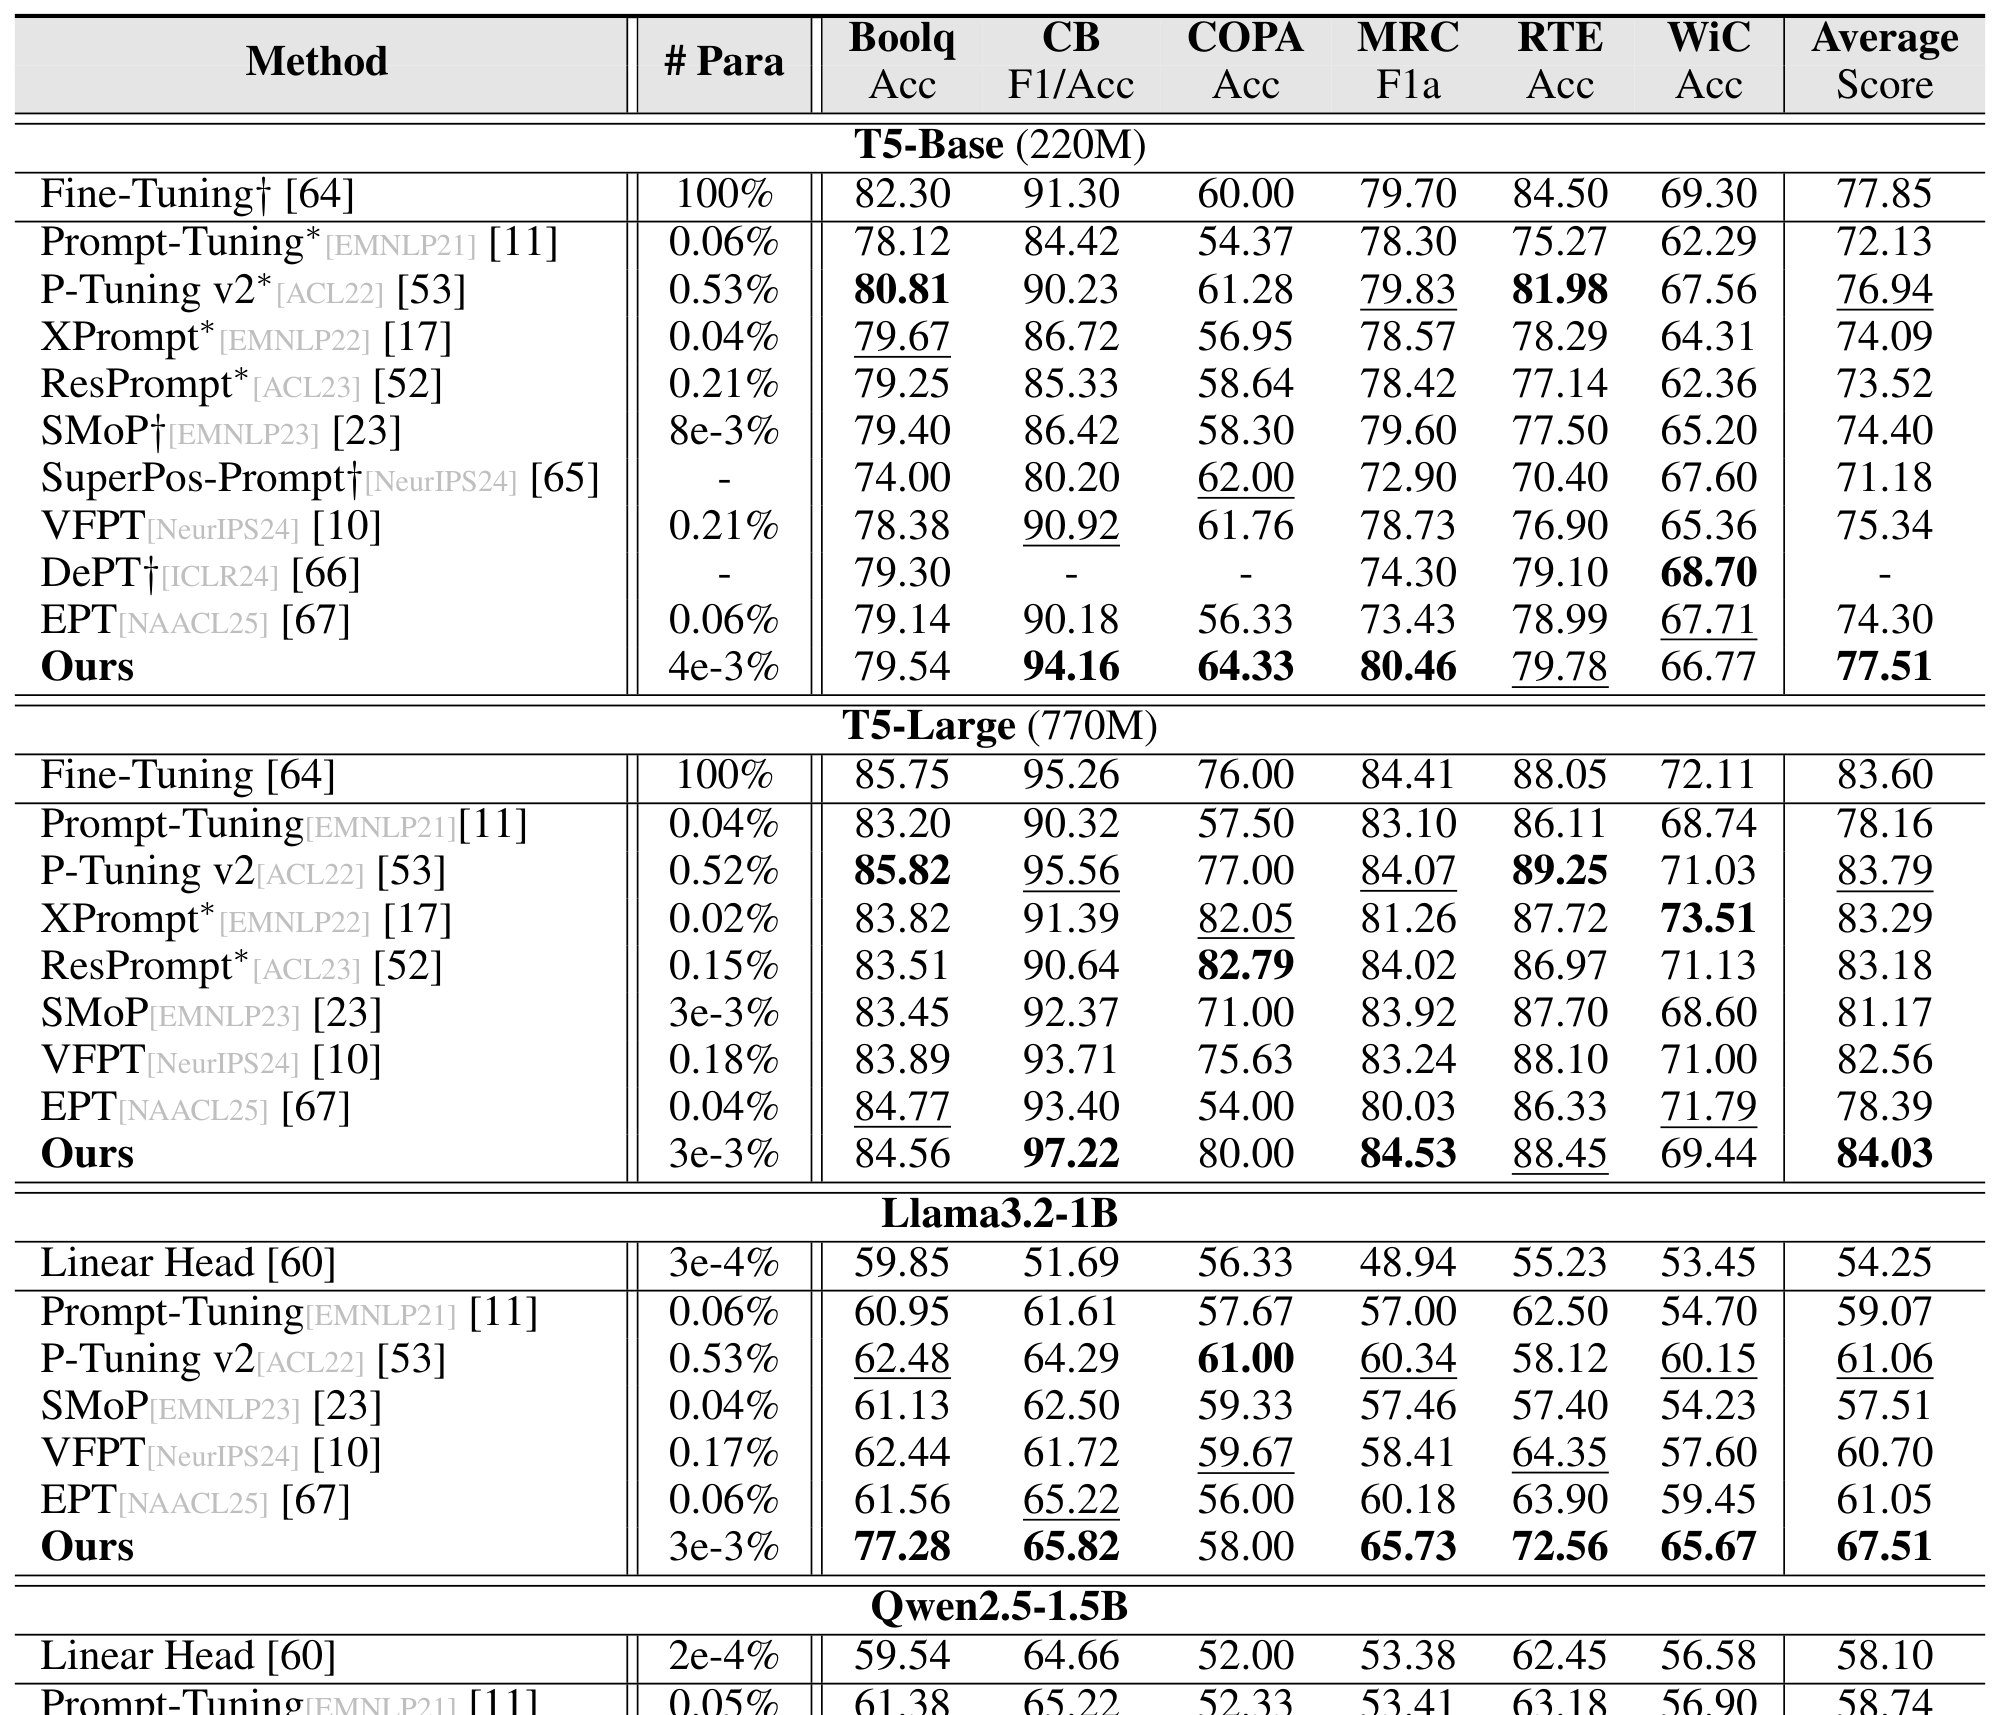 Method # Para Boolq CB COPA MRC RTE WiC Average
Acc F1/Acc Acc F1a Acc Acc Score
T5-Base (220M)
Fine-Tuning† [64] 100% 82.30 91.30 60.00 79.70 84.50 69.30 77.85
Prompt-Tuning*[EMNLP21] [11] 0.06% 78.12 84.42 54.37 78.30 75.27 62.29 72.13
P-Tuning v2*[ACL22] [53] 0.53% 80.81 90.23 61.28 79.83 81.98 67.56 76.94
XPrompt*[EMNLP22] [17] 0.04% 79.67 86.72 56.95 78.57 78.29 64.31 74.09
ResPrompt*[ACL23] [52] 0.21% 79.25 85.33 58.64 78.42 77.14 62.36 73.52
SMoP†[EMNLP23] [23] 8e-3% 79.40 86.42 58.30 79.60 77.50 65.20 74.40
SuperPos-Prompt†[NeurIPS24] [65] - 74.00 80.20 62.00 72.90 70.40 67.60 71.18
VFPT[NeurIPS24] [10] 0.21% 78.38 90.92 61.76 78.73 76.90 65.36 75.34
DePT†[ICLR24] [66] - 79.30 - - 74.30 79.10 68.70 -
EPT[NAACL25] [67] 0.06% 79.14 90.18 56.33 73.43 78.99 67.71 74.30
Ours 4e-3% 79.54 94.16 64.33 80.46 79.78 66.77 77.51
T5-Large (770M)
Fine-Tuning [64] 100% 85.75 95.26 76.00 84.41 88.05 72.11 83.60
Prompt-Tuning[EMNLP21][11] 0.04% 83.20 90.32 57.50 83.10 86.11 68.74 78.16
P-Tuning v2[ACL22] [53] 0.52% 85.82 95.56 77.00 84.07 89.25 71.03 83.79
XPrompt*[EMNLP22] [17] 0.02% 83.82 91.39 82.05 81.26 87.72 73.51 83.29
ResPrompt*[ACL23] [52] 0.15% 83.51 90.64 82.79 84.02 86.97 71.13 83.18
SMoP[EMNLP23] [23] 3e-3% 83.45 92.37 71.00 83.92 87.70 68.60 81.17
VFPT[NeurIPS24] [10] 0.18% 83.89 93.71 75.63 83.24 88.10 71.00 82.56
EPT[NAACL25] [67] 0.04% 84.77 93.40 54.00 80.03 86.33 71.79 78.39
Ours 3e-3% 84.56 97.22 80.00 84.53 88.45 69.44 84.03
Llama3.2-1B
Linear Head [60] 3e-4% 59.85 51.69 56.33 48.94 55.23 53.45 54.25
Prompt-Tuning[EMNLP21] [11] 0.06% 60.95 61.61 57.67 57.00 62.50 54.70 59.07
P-Tuning v2[ACL22] [53] 0.53% 62.48 64.29 61.00 60.34 58.12 60.15 61.06
SMoP[EMNLP23] [23] 0.04% 61.13 62.50 59.33 57.46 57.40 54.23 57.51
VFPT[NeurIPS24] [10] 0.17% 62.44 61.72 59.67 58.41 64.35 57.60 60.70
EPT[NAACL25] [67] 0.06% 61.56 65.22 56.00 60.18 63.90 59.45 61.05
Ours 3e-3% 77.28 65.82 58.00 65.73 72.56 65.67 67.51
Qwen2.5-1.5B
Linear Head [60] 2e-4% 59.54 64.66 52.00 53.38 62.45 56.58 58.10
Prompt-Tuning[EMNLP21] [11] 0.05% 61.38 65.22 52.33 53.41 63.18 56.90 58.74